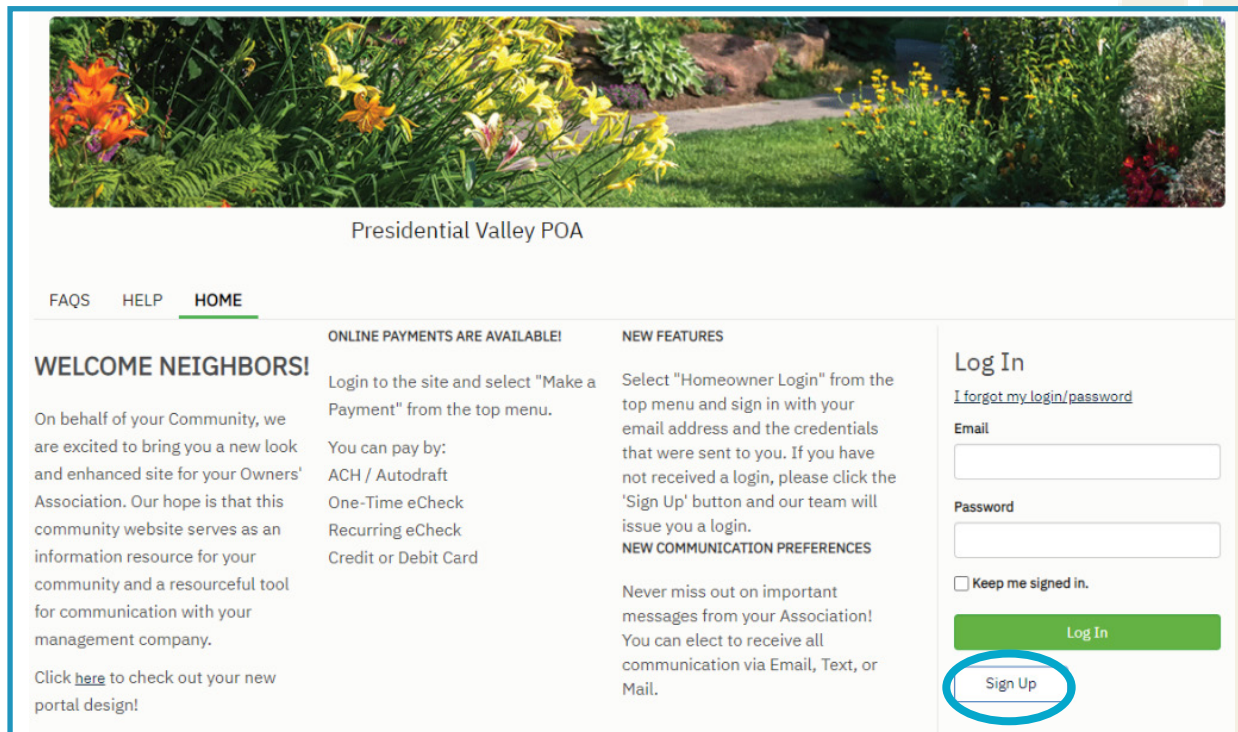 Presidential Valley POA
FAQS HELP HOME
WELCOME NEIGHBORS!
On behalf of your Community, we
are excited to bring you a new look
and enhanced site for your Owners'
Association. Our hope is that this
community website serves as an
information resource for your
community and a resourceful tool
for communication with your
management company.
Click here to check out your new
portal design!
ONLINE PAYMENTS ARE AVAILABLE!
Login to the site and select "Make a
Payment" from the top menu.
You can pay by:
ACH / Autodraft
One-Time eCheck
Recurring eCheck
Credit or Debit Card
NEW FEATURES
Select "Homeowner Login" from the
top menu and sign in with your
email address and the credentials
that were sent to you. If you have
not received a login, please click the
'Sign Up' button and our team will
issue you a login.
NEW COMMUNICATION PREFERENCES
Never miss out on important
messages from your Association!
You can elect to receive all
communication via Email, Text, or
Mail.
Log In
I forgot my login/password
Email
Password
Keep me signed in.
Log In
Sign Up